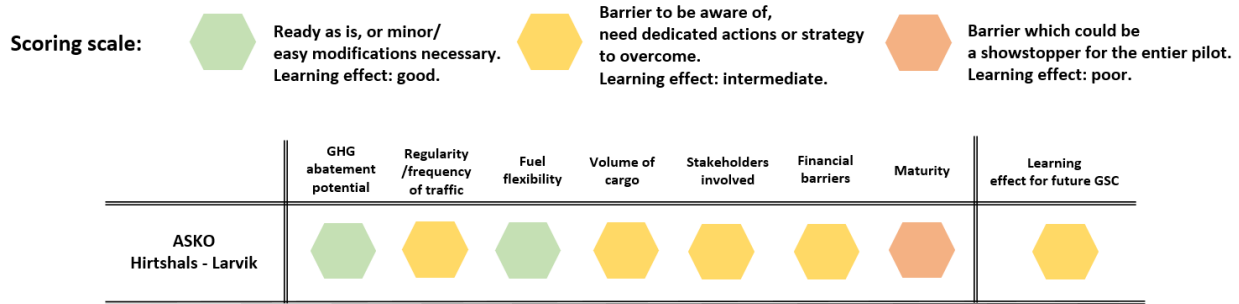 Scoring scale:
Ready as is, or minor/
easy modifications necessary.
Learning effect: good.
Barrier to be aware of,
need dedicated actions or strategy
to overcome.
Learning effect: intermediate.
Barrier which could be
a showstopper for the entier pilot.
Learning effect: poor.
GHG
abatement
potential
Regularity
/frequency
of traffic
Fuel
flexibility
Volume of
cargo
Stakeholders
involved
Financial
barriers
Maturity
Learning
effect for future GSC
ASKO
Hirtshals - Larvik